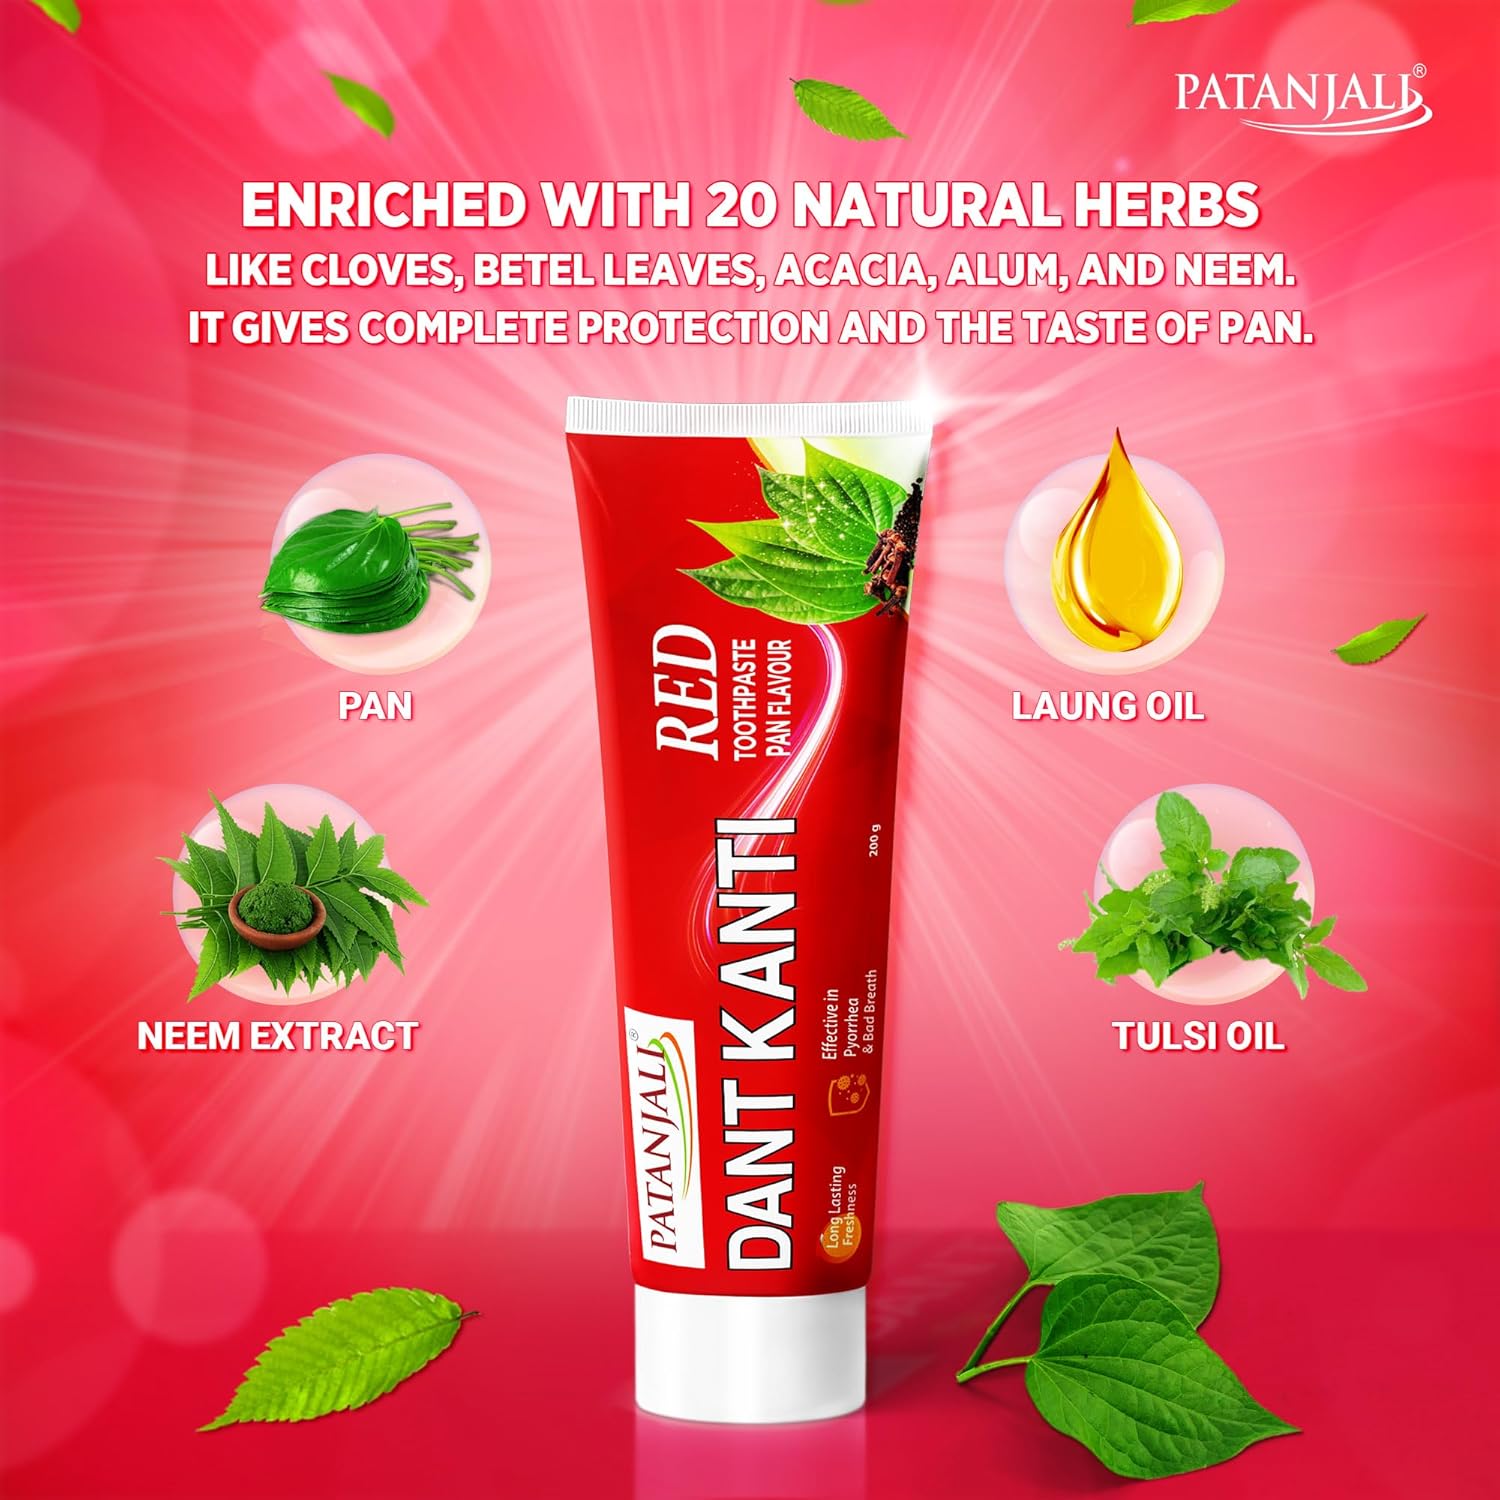 PATANJALI®
ENRICHED WITH 20 NATURAL HERBS
LIKE CLOVES, BETEL LEAVES, ACACIA, ALUM, AND NEEM.
IT GIVES COMPLETE PROTECTION AND THE TASTE OF PAN.
PAN
LAUNG OIL
NEEM EXTRACT
TULSI OIL
RED
TOOTHPASTE
PAN FLAVOUR
PATANJALI®
DANT KANTI
200 g
Effective in
Pyorrhea
& Bad Breath
Long Lasting
Freshness